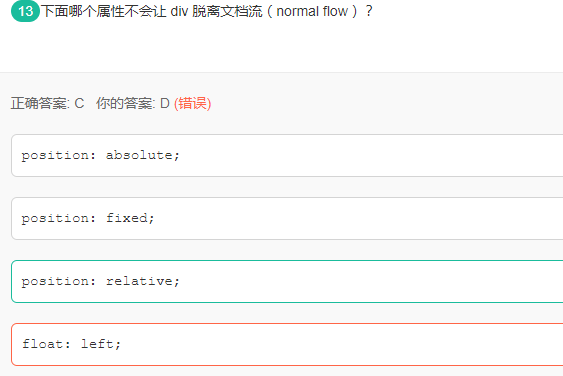 13 下面哪个属性不会让 div 脱离文档流（normal flow）？
正确答案: C 你的答案: D (错误)
position: absolute;
position: fixed;
position: relative;
float: left;